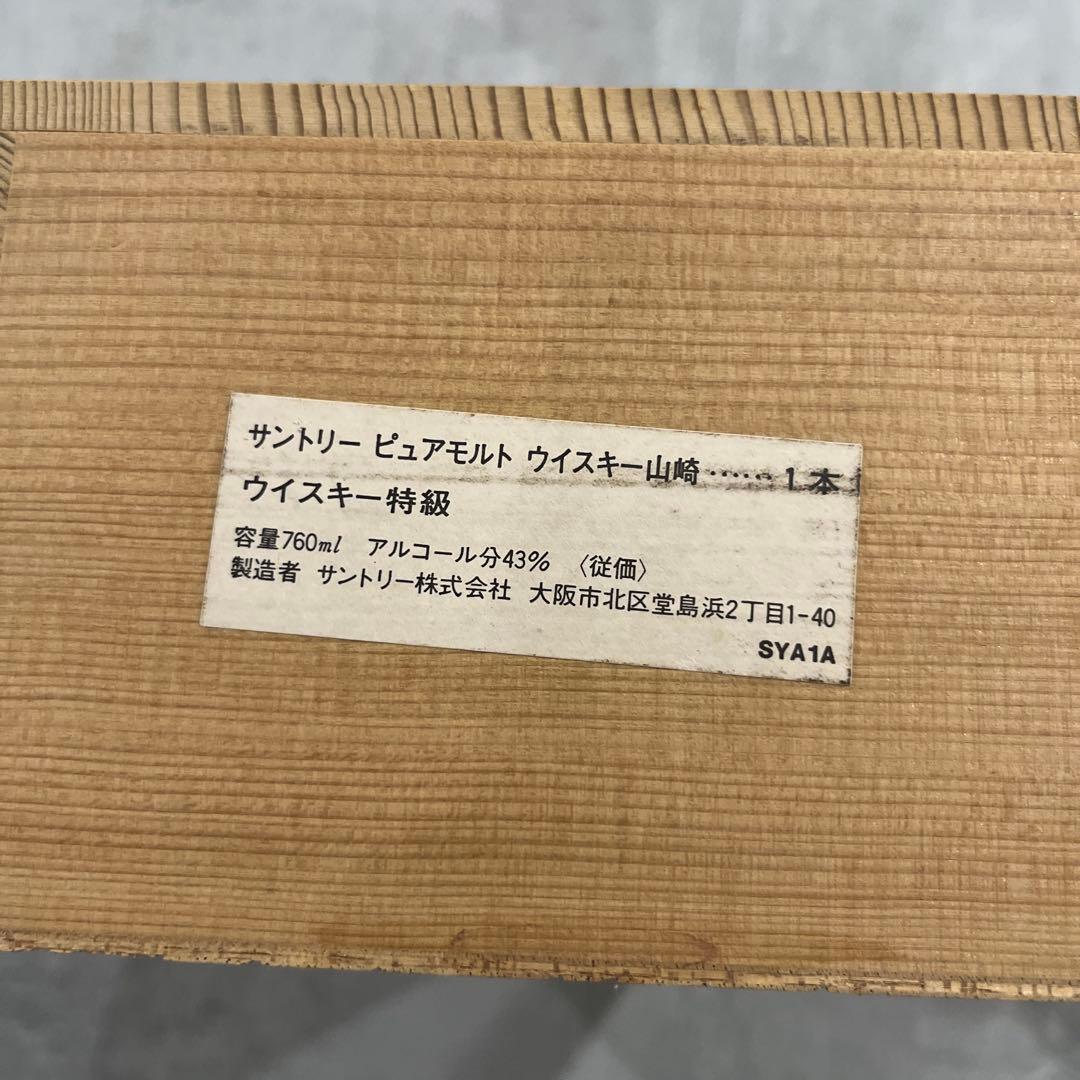 サントリー ピュアモルト ウイスキー山崎……1本
ウイスキー特級
容量760ml アルコール分43% 〈従価〉
製造者 サントリー株式会社 大阪市北区堂島浜2丁目1-40
SYA1A